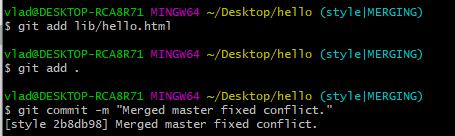 vlad@DESKTOP-RCA8R71 MINGW64 ~/Desktop/hello (style|MERGING)
$ git add lib/hello.html
vlad@DESKTOP-RCA8R71 MINGW64 ~/Desktop/hello (style|MERGING)
$ git add .
vlad@DESKTOP-RCA8R71 MINGW64 ~/Desktop/hello (style|MERGING)
$ git commit -m "Merged master fixed conflict."
[style 2b8db98] Merged master fixed conflict.